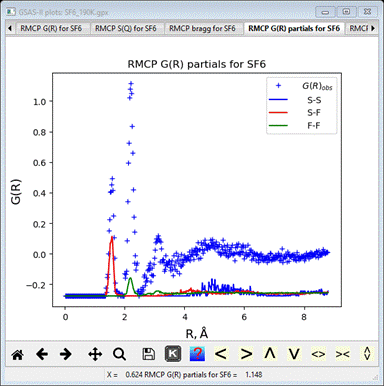 GSAS-II plots: SF6_190K.gpx
RMCP G(R) for SF6 RMCP S(Q) for SF6 RMCP bragg for SF6 RMCP G(R) partials for SF6 RMCP
RMCP G(R) partials for SF6
G(R)obs
S-S
S-F
F-F
1.0
0.8
0.6
0.4
0.2
0.0
−0.2
G(R)
0 2 4 6 8
R, Å
K ?
X = 0.624 RMCP G(R) partials for SF6 = 1.148